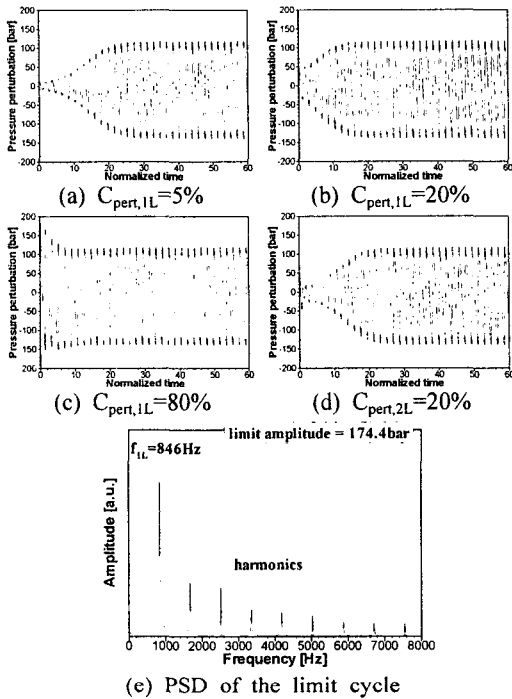 Pressure perturbation [bar]
200
150
100
50
0
-50
-100
-150
-200
0 10 20 30 40 50 60
Normalized time
(a) Cpert,1L=5%
Pressure perturbation [bar]
200
150
100
50
0
-50
-100
-150
-200
0 10 20 30 40 50 60
Normalized time
(b) Cpert,1L=20%
Pressure perturbation [bar]
200
150
100
50
0
-50
-100
-150
200
0 10 20 30 40 50 60
Normalized time
(c) Cpert,1L=80%
Pressure perturbation [bar]
200
150
100
50
0
-50
-100
-150
-200
0 10 20 30 40 50 60
Normalized time
(d) Cpert,2L=20%
limit amplitude = 174.4bar
f1L=846Hz
harmonics
Amplitude [a.u.]
0 1000 2000 3000 4000 5000 6000 7000 8000
Frequency [Hz]
(e) PSD of the limit cycle